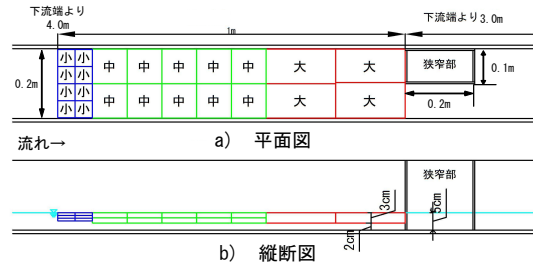 下流端より
4.0m
1m
下流端より3.0m
小 小
小 小
小 小
小 小
中 中 中 中 中
中 中 中 中 中
大 大
大 大
0.2m
狭窄部
0.1m
0.2m
流れ→
a) 平面図
狭窄部
3cm
5cm
2cm
b) 縦断図